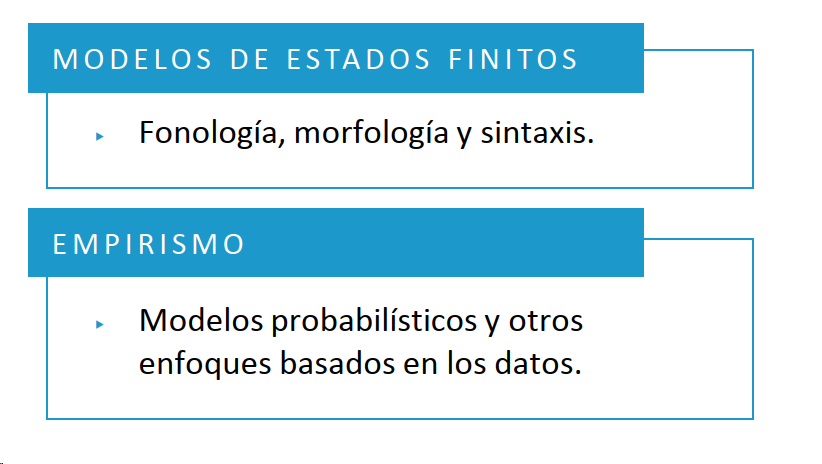 MODELOS DE ESTADOS FINITOS
Fonología, morfología y sintaxis.
EMPIRISMO
Modelos probabilísticos y otros
enfoques basados en los datos.